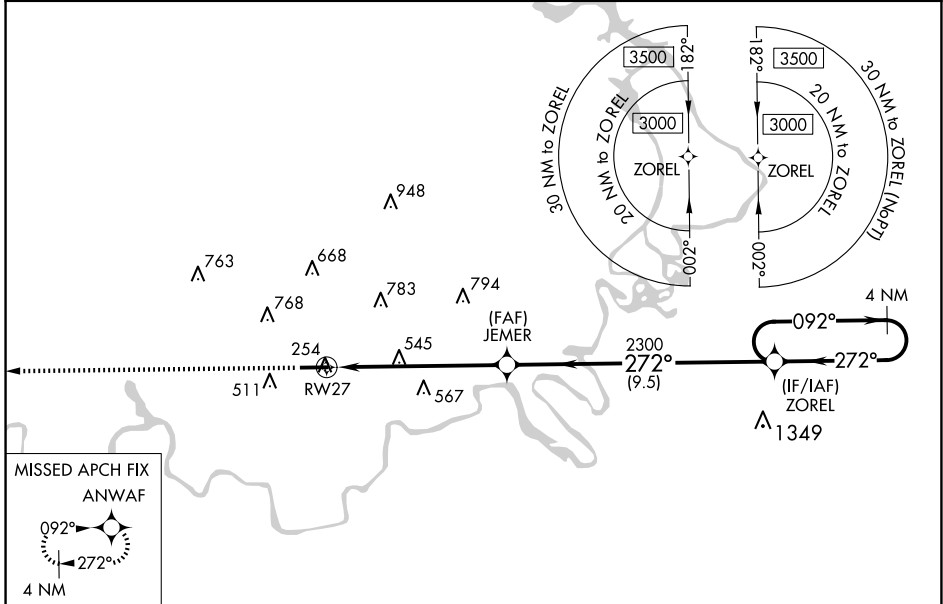 3500
182°
30 NM to ZOREL
20 NM to ZOREL
3000
ZOREL
002°
3500
182°
30 NM to ZOREL (NoPT)
20 NM to ZOREL
3000
ZOREL
002°
948
763
668
768
783
794
254
545
511
RW27
567
(FAF)
JEMER
2300
272°
(9.5)
4 NM
092°
272°
(IF/IAF)
ZOREL
1349
MISSED APCH FIX
ANWAF
092°
272°
4 NM